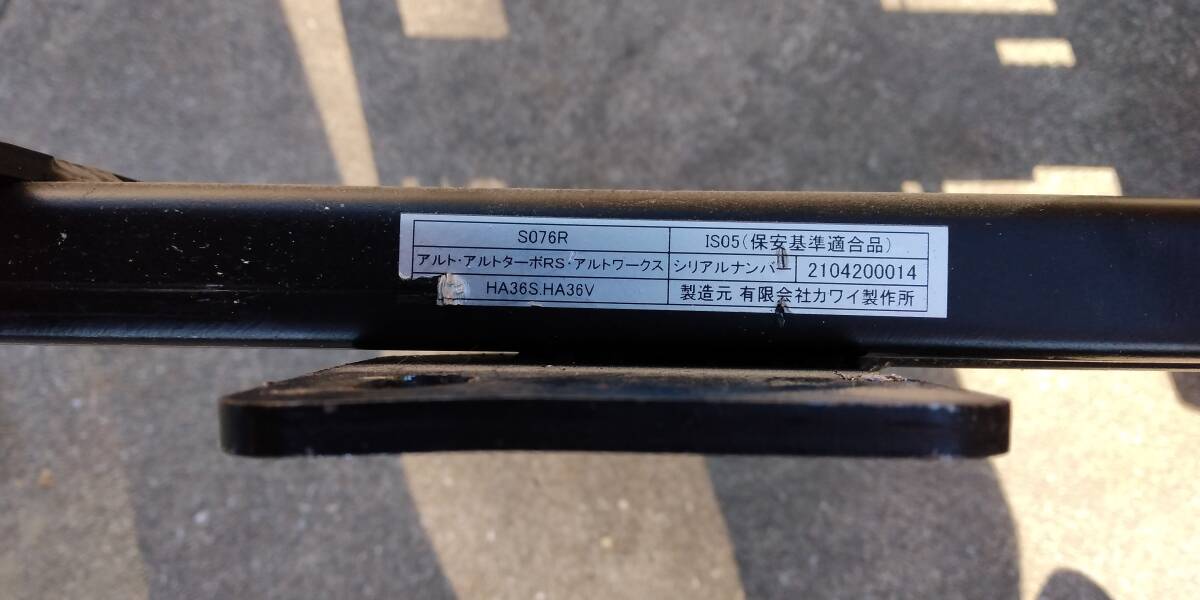 S076R IS05(保安基準適合品)
アルト・アルトターボRS・アルトワークス シリアルナンバー 2104200014
HA36S.HA36V 製造元 有限会社カワイ製作所